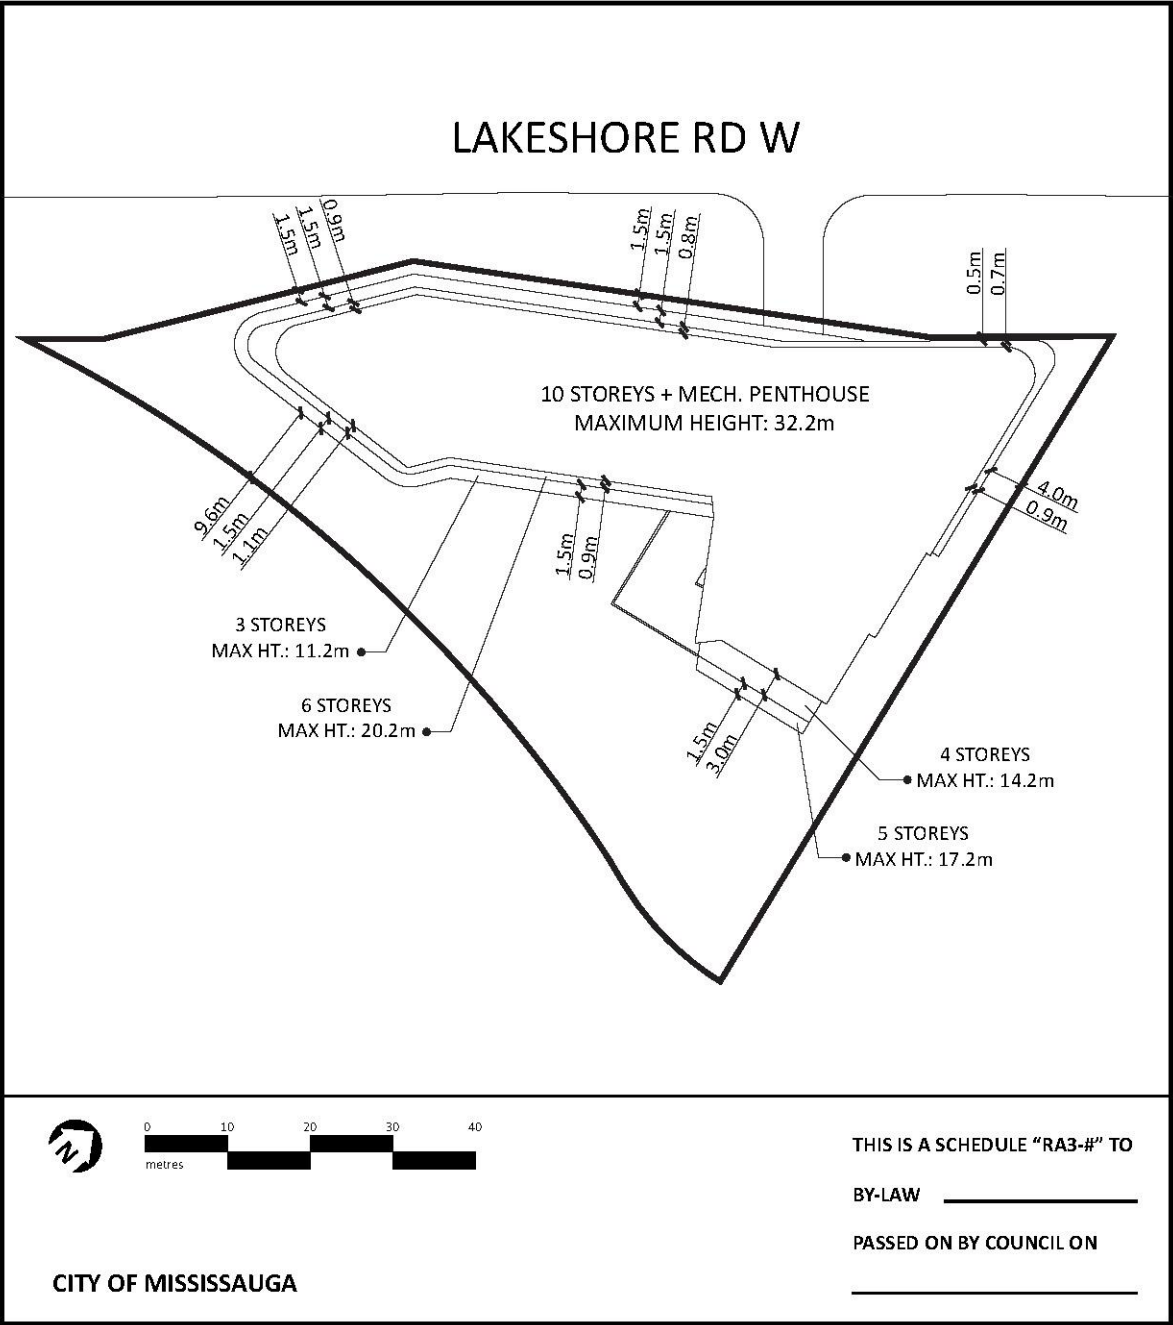 LAKESHORE RD W
1.5m
1.5m
0.9m
1.5m
1.5m
0.8m
0.5m
0.7m
10 STOREYS + MECH. PENTHOUSE
MAXIMUM HEIGHT: 32.2m
9.6m
1.5m
1.1m
1.5m
0.9m
4.0m
0.9m
3 STOREYS
MAX HT.: 11.2m
6 STOREYS
MAX HT.: 20.2m
1.5m
3.0m
4 STOREYS
MAX HT.: 14.2m
5 STOREYS
MAX HT.: 17.2m
N
0 10 20 30 40
metres
THIS IS A SCHEDULE “RA3-#” TO
BY-LAW
PASSED ON BY COUNCIL ON
CITY OF MISSISSAUGA